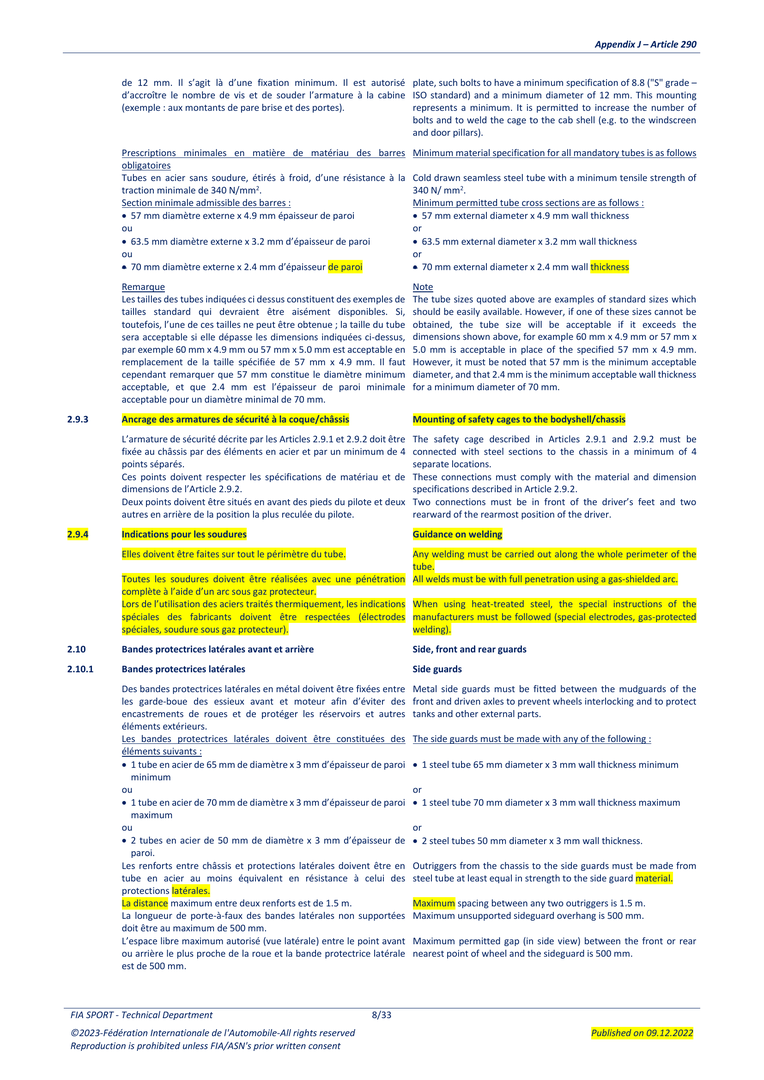 Appendix J – Article 290
de 12 mm. Il s’agit là d’une fixation minimum. Il est autorisé
d’accroître le nombre de vis et de souder l’armature à la cabine
(exemple : aux montants de pare brise et des portes).
plate, such bolts to have a minimum specification of 8.8 ("S" grade –
ISO standard) and a minimum diameter of 12 mm. This mounting
represents a minimum. It is permitted to increase the number of
bolts and to weld the cage to the cab shell (e.g. to the windscreen
and door pillars).
Prescriptions minimales en matière de matériau des barres
obligatoires
Minimum material specification for all mandatory tubes is as follows
Tubes en acier sans soudure, étirés à froid, d’une résistance à la
traction minimale de 340 N/mm².
Cold drawn seamless steel tube with a minimum tensile strength of
340 N/ mm².
Section minimale admissible des barres :
Minimum permitted tube cross sections are as follows :
• 57 mm diamètre externe x 4.9 mm épaisseur de paroi
• 57 mm external diameter x 4.9 mm wall thickness
ou
or
• 63.5 mm diamètre externe x 3.2 mm d’épaisseur de paroi
• 63.5 mm external diameter x 3.2 mm wall thickness
ou
or
• 70 mm diamètre externe x 2.4 mm d’épaisseur de paroi
• 70 mm external diameter x 2.4 mm wall thickness
Remarque
Note
Les tailles des tubes indiquées ci dessus constituent des exemples de
tailles standard qui devraient être aisément disponibles. Si,
toutefois, l’une de ces tailles ne peut être obtenue ; la taille du tube
sera acceptable si elle dépasse les dimensions indiquées ci-dessus,
par exemple 60 mm x 4.9 mm ou 57 mm x 5.0 mm est acceptable en
remplacement de la taille spécifiée de 57 mm x 4.9 mm. Il faut
cependant remarquer que 57 mm constitue le diamètre minimum
acceptable, et que 2.4 mm est l’épaisseur de paroi minimale
acceptable pour un diamètre minimal de 70 mm.
The tube sizes quoted above are examples of standard sizes which
should be easily available. However, if one of these sizes cannot be
obtained, the tube size will be acceptable if it exceeds the
dimensions shown above, for example 60 mm x 4.9 mm or 57 mm x
5.0 mm is acceptable in place of the specified 57 mm x 4.9 mm.
However, it must be noted that 57 mm is the minimum acceptable
diameter, and that 2.4 mm is the minimum acceptable wall thickness
for a minimum diameter of 70 mm.
2.9.3 Ancrage des armatures de sécurité à la coque/châssis
Mounting of safety cages to the bodyshell/chassis
L’armature de sécurité décrite par les Articles 2.9.1 et 2.9.2 doit être
fixée au châssis par des éléments en acier et par un minimum de 4
points séparés.
The safety cage described in Articles 2.9.1 and 2.9.2 must be
connected with steel sections to the chassis in a minimum of 4
separate locations.
Ces points doivent respecter les spécifications de matériau et de
dimensions de l’Article 2.9.2.
These connections must comply with the material and dimension
specifications described in Article 2.9.2.
Deux points doivent être situés en avant des pieds du pilote et deux
autres en arrière de la position la plus reculée du pilote.
Two connections must be in front of the driver’s feet and two
rearward of the rearmost position of the driver.
2.9.4 Indications pour les soudures
Guidance on welding
Elles doivent être faites sur tout le périmètre du tube.
Any welding must be carried out along the whole perimeter of the
tube.
Toutes les soudures doivent être réalisées avec une pénétration
complète à l’aide d’un arc sous gaz protecteur.
All welds must be with full penetration using a gas-shielded arc.
Lors de l’utilisation des aciers traités thermiquement, les indications
spéciales des fabricants doivent être respectées (électrodes
spéciales, soudure sous gaz protecteur).
When using heat-treated steel, the special instructions of the
manufacturers must be followed (special electrodes, gas-protected
welding).
2.10 Bandes protectrices latérales avant et arrière
Side, front and rear guards
2.10.1 Bandes protectrices latérales
Side guards
Des bandes protectrices latérales en métal doivent être fixées entre
les garde-boue des essieux avant et moteur afin d’éviter des
encastrements de roues et de protéger les réservoirs et autres
éléments extérieurs.
Metal side guards must be fitted between the mudguards of the
front and driven axles to prevent wheels interlocking and to protect
tanks and other external parts.
Les bandes protectrices latérales doivent être constituées des
éléments suivants :
The side guards must be made with any of the following :
• 1 tube en acier de 65 mm de diamètre x 3 mm d’épaisseur de paroi
minimum
• 1 steel tube 65 mm diameter x 3 mm wall thickness minimum
ou
or
• 1 tube en acier de 70 mm de diamètre x 3 mm d’épaisseur de paroi
maximum
• 1 steel tube 70 mm diameter x 3 mm wall thickness maximum
ou
or
• 2 tubes en acier de 50 mm de diamètre x 3 mm d’épaisseur de
paroi.
• 2 steel tubes 50 mm diameter x 3 mm wall thickness.
Les renforts entre châssis et protections latérales doivent être en
tube en acier au moins équivalent en résistance à celui des
protections latérales.
Outriggers from the chassis to the side guards must be made from
steel tube at least equal in strength to the side guard material.
La distance maximum entre deux renforts est de 1.5 m.
Maximum spacing between any two outriggers is 1.5 m.
La longueur de porte-à-faux des bandes latérales non supportées
doit être au maximum de 500 mm.
Maximum unsupported sideguard overhang is 500 mm.
L’espace libre maximum autorisé (vue latérale) entre le point avant
ou arrière le plus proche de la roue et la bande protectrice latérale
est de 500 mm.
Maximum permitted gap (in side view) between the front or rear
nearest point of wheel and the sideguard is 500 mm.
FIA SPORT - Technical Department
8/33
©2023-Fédération Internationale de l'Automobile-All rights reserved
Published on 09.12.2022
Reproduction is prohibited unless FIA/ASN's prior written consent